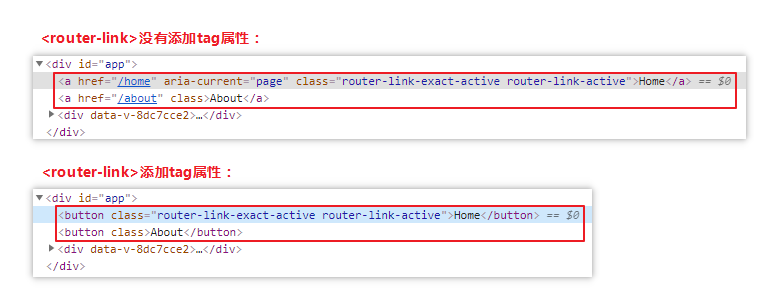 <router-link>没有添加tag属性：
▼<div id="app">
<a href="/home" aria-current="page" class="router-link-exact-active router-link-active">Home</a> == $0
<a href="/about" class>About</a>
▶<div data-v-8dc7cce2>…</div>
</div>
<router-link>添加tag属性：
▼<div id="app">
<button class="router-link-exact-active router-link-active">Home</button> == $0
<button class>About</button>
▶<div data-v-8dc7cce2>…</div>
</div>